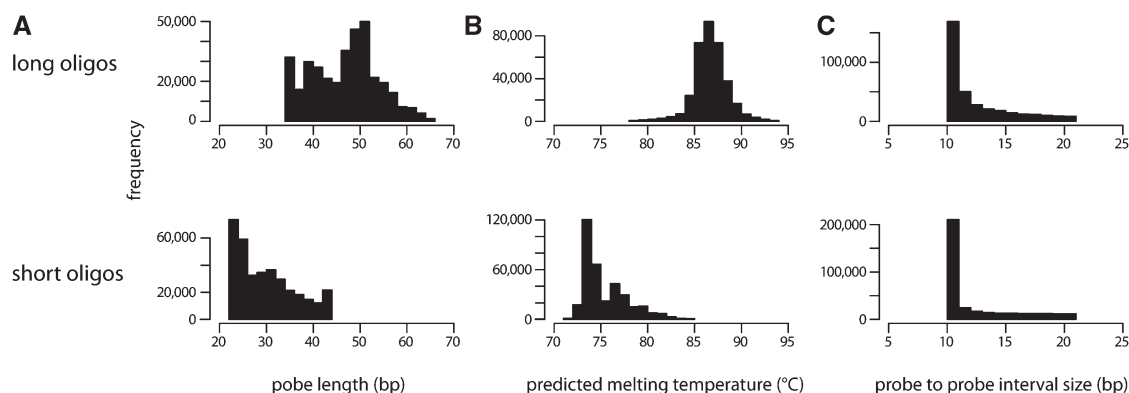 A
B
C
long oligos
short oligos
frequency
50,000
20,000
0
20 30 40 50 60 70
80,000
40,000
0
70 75 80 85 90 95
100,000
0
5 10 15 20 25
60,000
20,000
0
20 30 40 50 60 70
120,000
60,000
0
70 75 80 85 90 95
200,000
100,000
0
5 10 15 20 25
pobe length (bp)
predicted melting temperature (°C)
probe to probe interval size (bp)